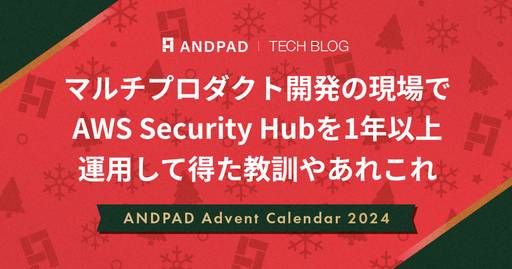 ANDPAD | TECH BLOG
マルチプロダクト開発の現場で
AWS Security Hubを1年以上
運用して得た教訓やあれこれ
ANDPAD Advent Calendar 2024